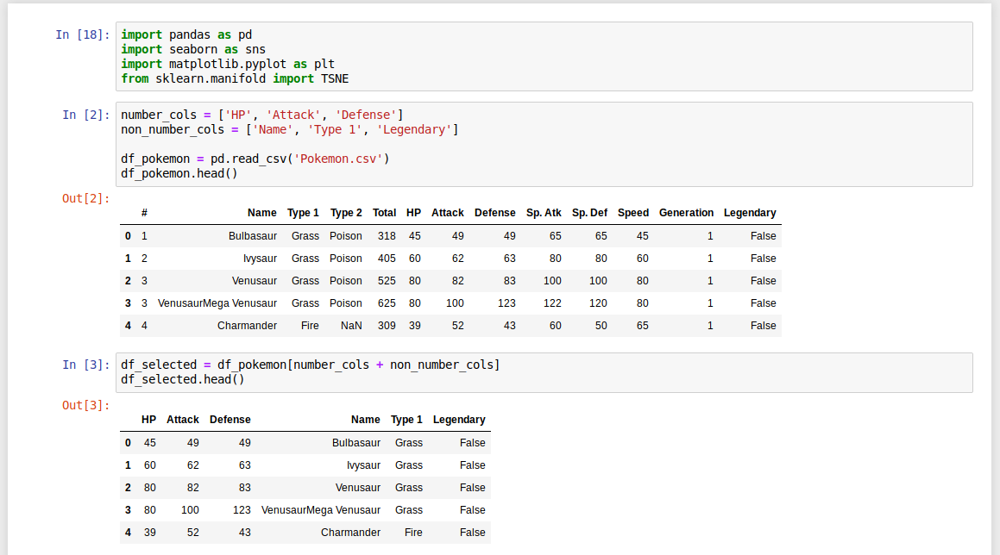 In [18]: import pandas as pd
import seaborn as sns
import matplotlib.pyplot as plt
from sklearn.manifold import TSNE
In [2]: number_cols = ['HP', 'Attack', 'Defense']
non_number_cols = ['Name', 'Type 1', 'Legendary']
df_pokemon = pd.read_csv('Pokemon.csv')
df_pokemon.head()
Out[2]:
# Name Type 1 Type 2 Total HP Attack Defense Sp. Atk Sp. Def Speed Generation Legendary
0 1 Bulbasaur Grass Poison 318 45 49 49 65 65 45 1 False
1 2 Ivysaur Grass Poison 405 60 62 63 80 80 60 1 False
2 3 Venusaur Grass Poison 525 80 82 83 100 100 80 1 False
3 3 VenusaurMega Venusaur Grass Poison 625 80 100 123 122 120 80 1 False
4 4 Charmander Fire NaN 309 39 52 43 60 50 65 1 False
In [3]: df_selected = df_pokemon[number_cols + non_number_cols]
df_selected.head()
Out[3]:
HP Attack Defense Name Type 1 Legendary
0 45 49 49 Bulbasaur Grass False
1 60 62 63 Ivysaur Grass False
2 80 82 83 Venusaur Grass False
3 80 100 123 VenusaurMega Venusaur Grass False
4 39 52 43 Charmander Fire False